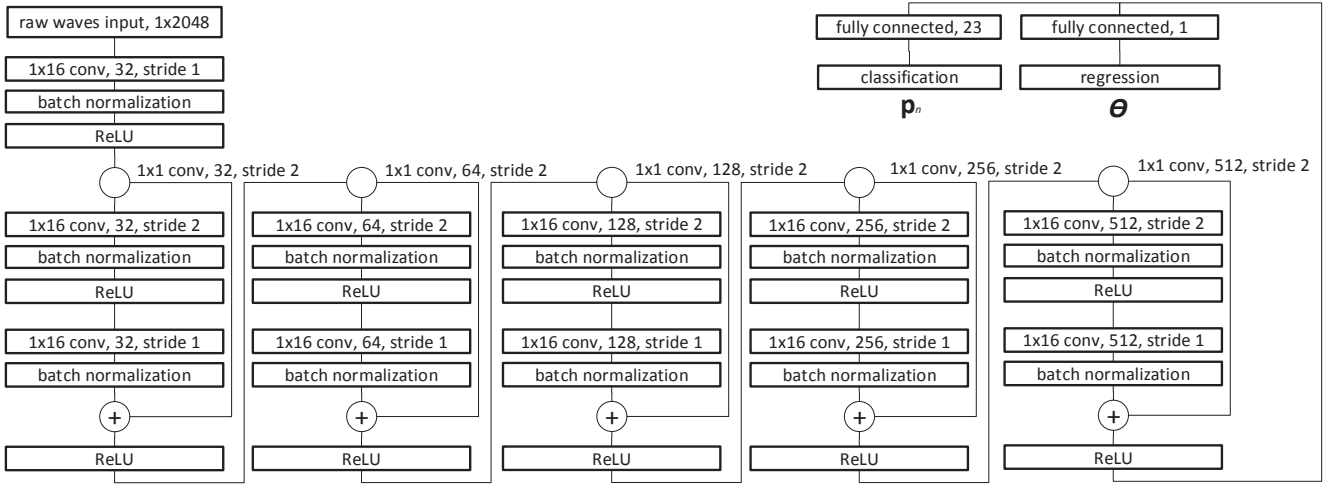 raw waves input, 1x2048
1x16 conv, 32, stride 1
batch normalization
ReLU
1x1 conv, 32, stride 2
1x16 conv, 32, stride 2
batch normalization
ReLU
1x16 conv, 32, stride 1
batch normalization
+
ReLU
1x1 conv, 64, stride 2
1x16 conv, 64, stride 2
batch normalization
ReLU
1x16 conv, 64, stride 1
batch normalization
+
ReLU
1x1 conv, 128, stride 2
1x16 conv, 128, stride 2
batch normalization
ReLU
1x16 conv, 128, stride 1
batch normalization
+
ReLU
1x1 conv, 256, stride 2
1x16 conv, 256, stride 2
batch normalization
ReLU
1x16 conv, 256, stride 1
batch normalization
+
ReLU
1x1 conv, 512, stride 2
1x16 conv, 512, stride 2
batch normalization
ReLU
1x16 conv, 512, stride 1
batch normalization
+
ReLU
fully connected, 23
classification
pn
fully connected, 1
regression
Θ